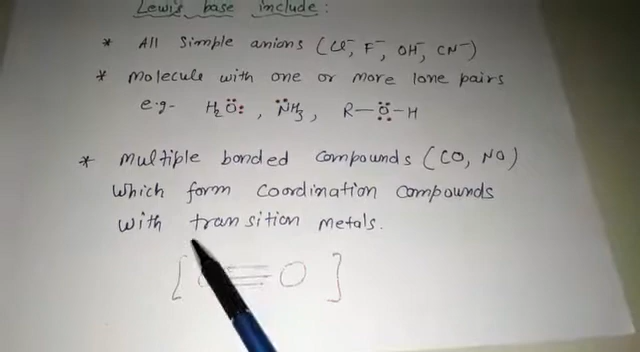 Lewis base include:
* All simple anions (Cl⁻, F⁻, OH⁻, CN⁻)
* Molecule with one or more lone pairs
e.g- H₂Ö:, N̈H₃, R-Ö-H
* Multiple bonded compounds (CO, NO)
which form coordination compounds
with transition metals.
[ ≡O ]